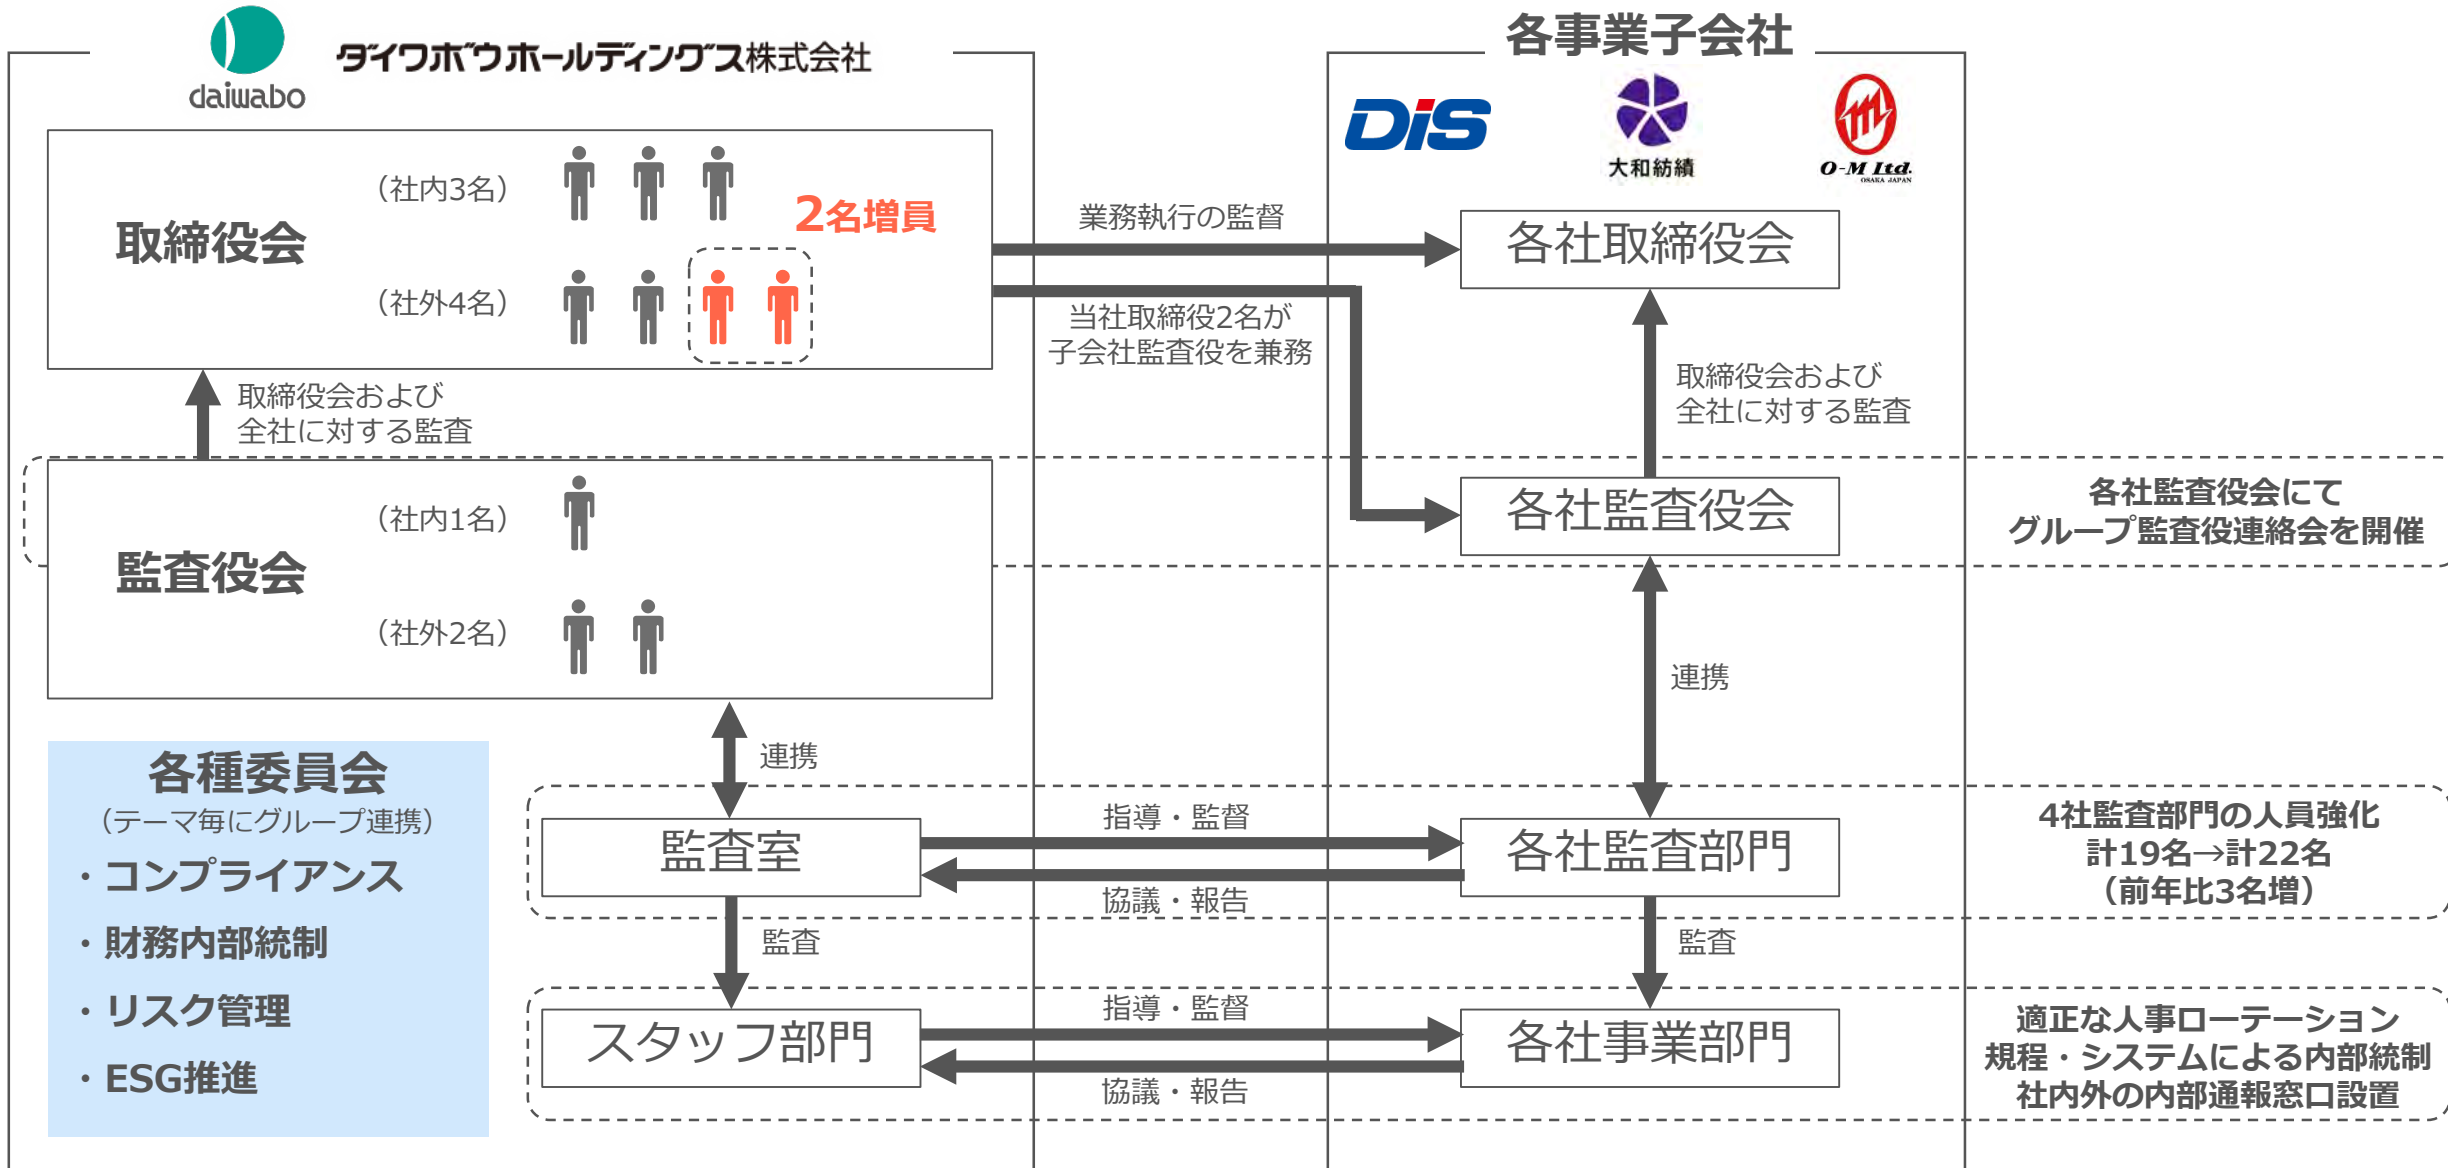 daiwabo
ダイワボウホールディングス株式会社
各事業子会社
DiS
大和紡績
O-M Ltd.
OSAKA JAPAN
取締役会
（社内3名）
2名増員
（社外4名）
業務執行の監督
当社取締役2名が
子会社監査役を兼務
各社取締役会
取締役会および
全社に対する監査
取締役会および
全社に対する監査
監査役会
（社内1名）
（社外2名）
各社監査役会
各社監査役会にて
グループ監査役連絡会を開催
連携
連携
各種委員会
（テーマ毎にグループ連携）
・コンプライアンス
・財務内部統制
・リスク管理
・ESG推進
監査室
指導・監督
協議・報告
各社監査部門
4社監査部門の人員強化
計19名→計22名
（前年比3名増）
監査
監査
スタッフ部門
指導・監督
協議・報告
各社事業部門
適正な人事ローテーション
規程・システムによる内部統制
社内外の内部通報窓口設置